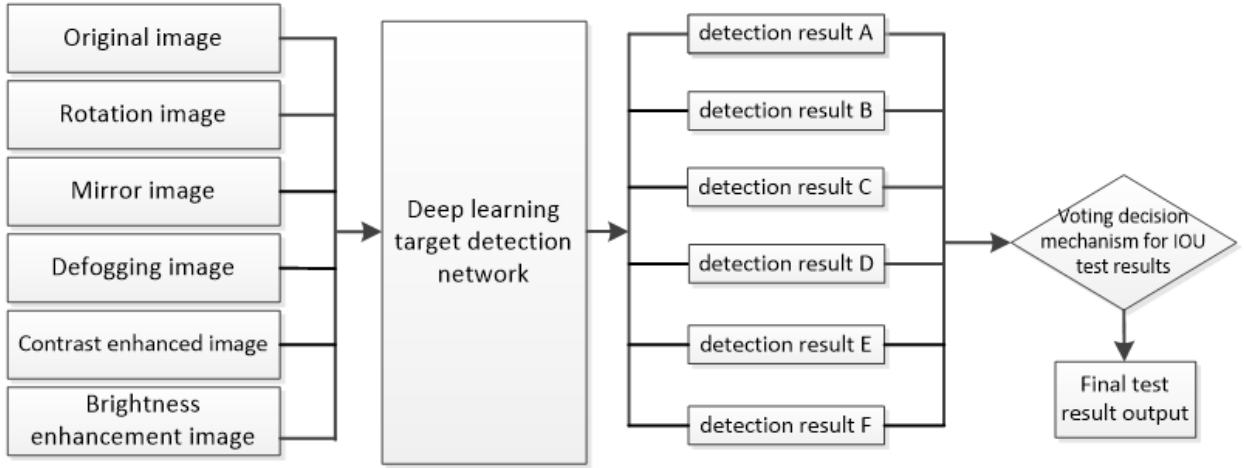 Original image
Rotation image
Mirror image
Defogging image
Contrast enhanced image
Brightness
enhancement image
Deep learning
target detection
network
detection result A
detection result B
detection result C
detection result D
detection result E
detection result F
Voting decision
mechanism for IOU
test results
Final test
result output